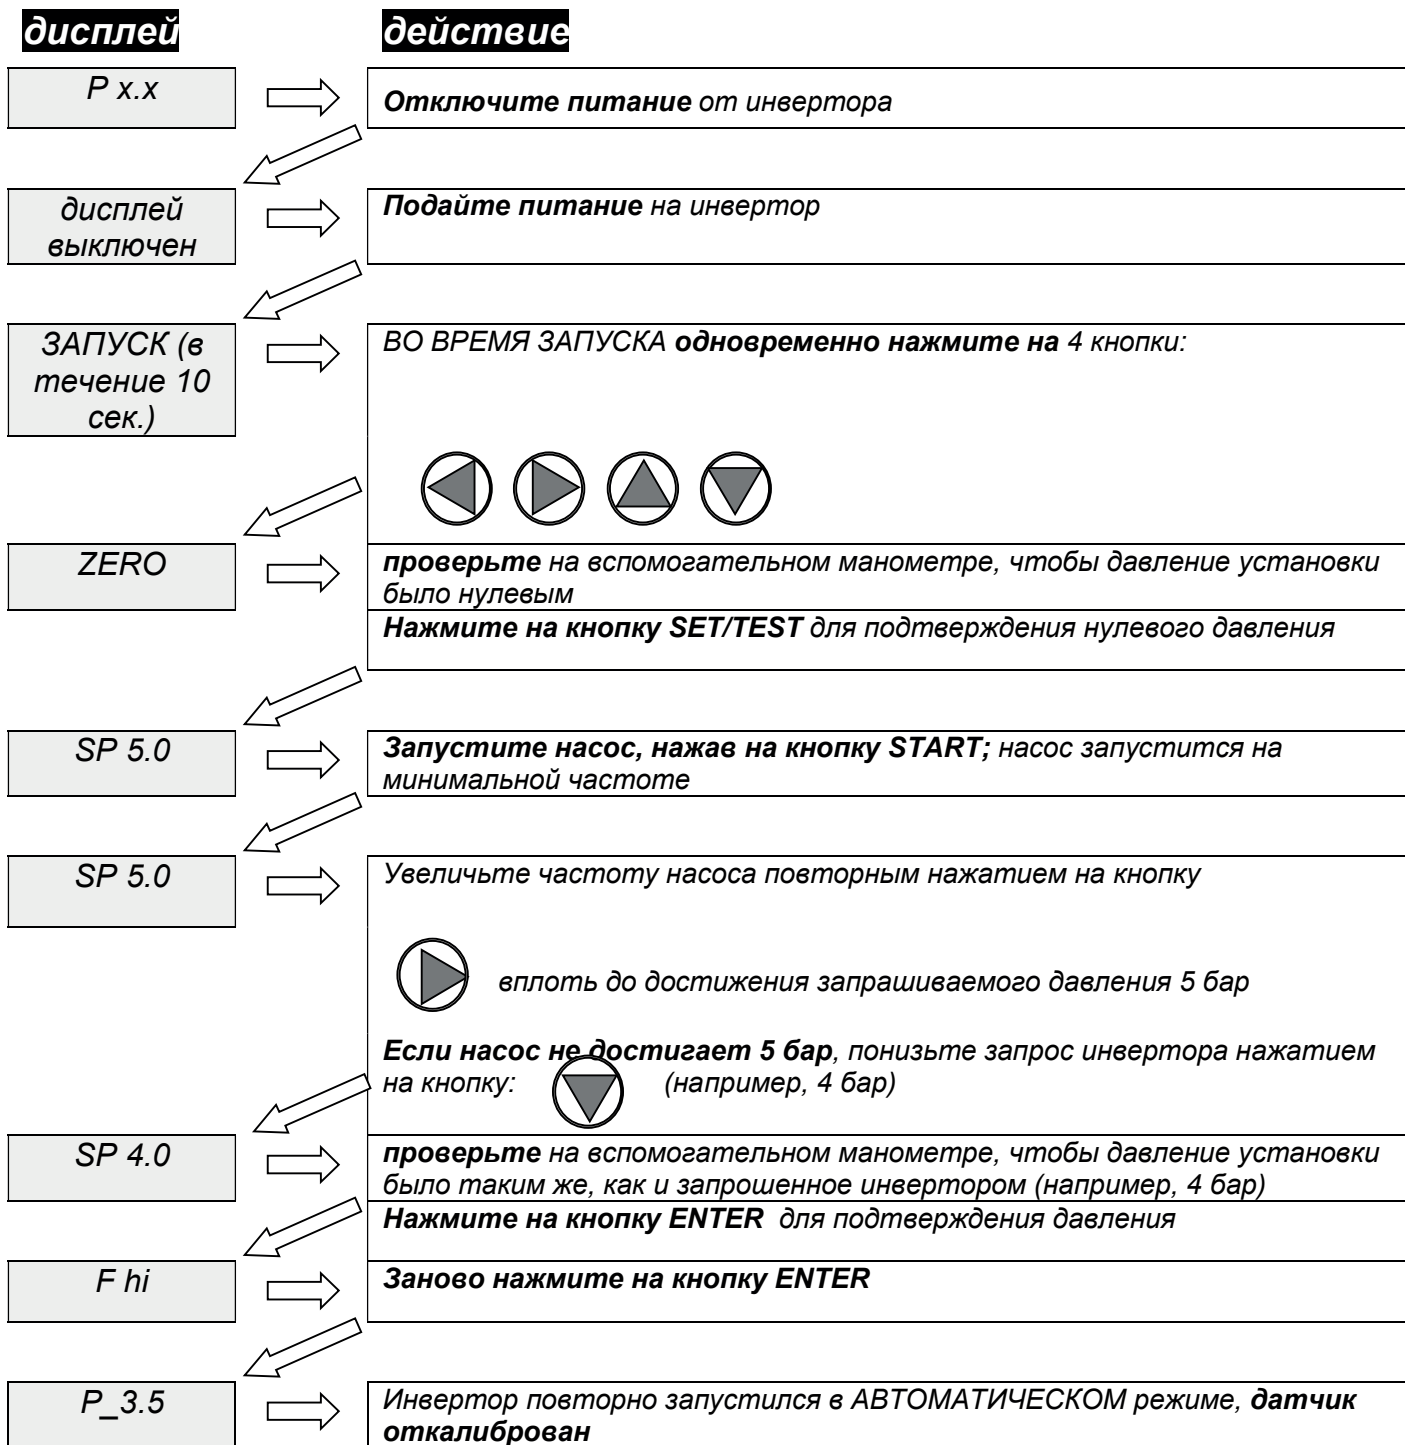 дисплей действие
P x.x
Отключите питание от инвертора
дисплей
выключен
Подайте питание на инвертор
ЗАПУСК (в
течение 10
сек.)
ВО ВРЕМЯ ЗАПУСКА одновременно нажмите на 4 кнопки:
ZERO
проверьте на вспомогательном манометре, чтобы давление установки
было нулевым
Нажмите на кнопку SET/TEST для подтверждения нулевого давления
SP 5.0
Запустите насос, нажав на кнопку START; насос запустится на
минимальной частоте
SP 5.0
Увеличьте частоту насоса повторным нажатием на кнопку
вплоть до достижения запрашиваемого давления 5 бар
Если насос не достигает 5 бар, понизьте запрос инвертора нажатием
на кнопку: (например, 4 бар)
SP 4.0
проверьте на вспомогательном манометре, чтобы давление установки
было таким же, как и запрошенное инвертором (например, 4 бар)
Нажмите на кнопку ENTER для подтверждения давления
F hi
Заново нажмите на кнопку ENTER
P_3.5
Инвертор повторно запустился в АВТОМАТИЧЕСКОМ режиме, датчик
откалиброван